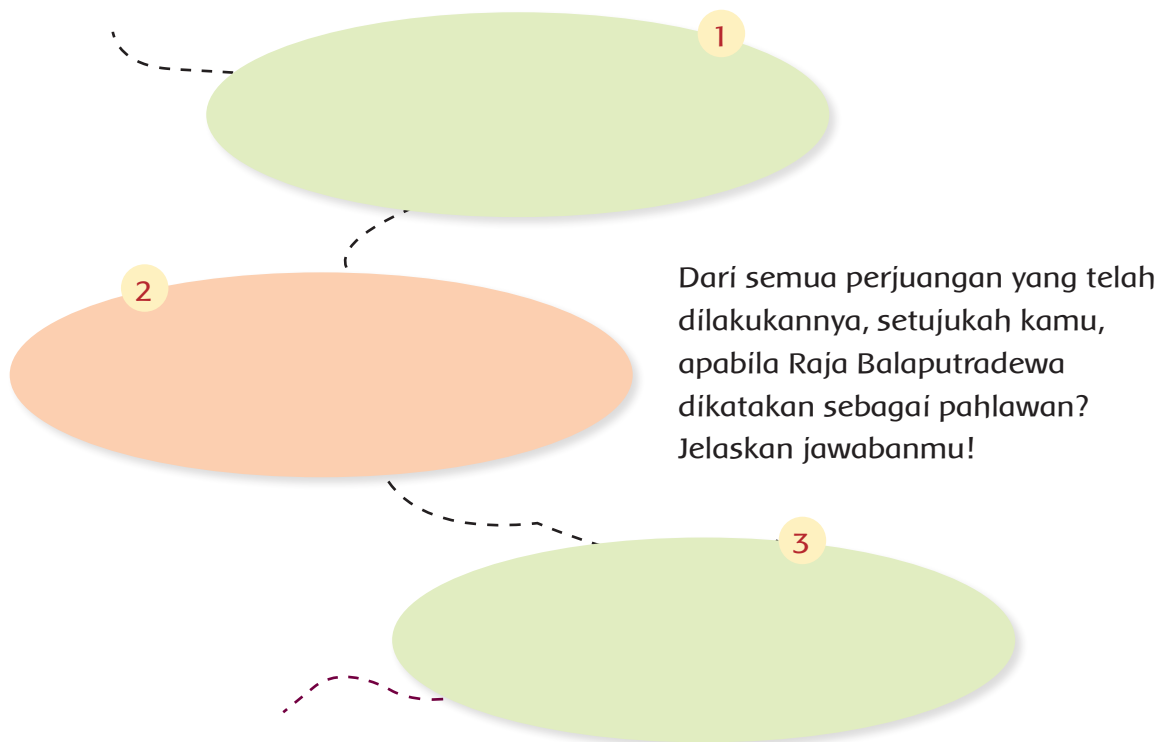 1
2
Dari semua perjuangan yang telah
dilakukannya, setujukah kamu,
apabila Raja Balaputradewa
dikatakan sebagai pahlawan?
Jelaskan jawabanmu!
3